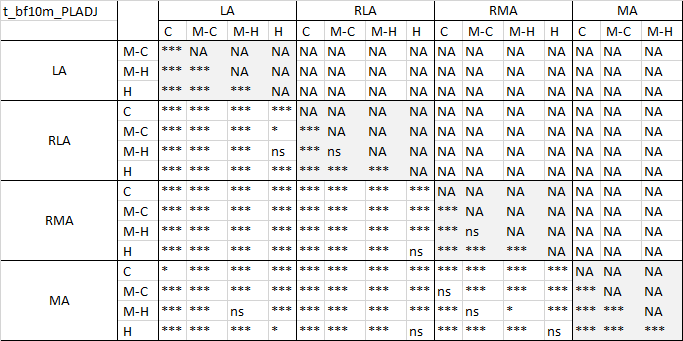 t_bf10m_PLADJ LA RLA RMA MA
C M-C M-H H C M-C M-H H C M-C M-H H C M-C M-H
LA M-C *** NA NA NA NA NA NA NA NA NA NA NA NA NA NA
M-H *** *** NA NA NA NA NA NA NA NA NA NA NA NA NA
H *** *** *** NA NA NA NA NA NA NA NA NA NA NA NA
RLA C *** *** *** *** NA NA NA NA NA NA NA NA NA NA NA
M-C *** *** *** * *** NA NA NA NA NA NA NA NA NA NA
M-H *** *** *** ns *** ns NA NA NA NA NA NA NA NA NA
H *** *** *** *** *** *** *** NA NA NA NA NA NA NA NA
RMA C *** *** *** *** *** *** *** *** NA NA NA NA NA NA NA
M-C *** *** *** *** *** *** *** *** *** NA NA NA NA NA NA
M-H *** *** *** *** *** *** *** *** *** ns NA NA NA NA NA
H *** *** *** *** *** *** *** ns *** *** *** NA NA NA NA
MA C * *** *** *** *** *** *** *** *** *** *** *** NA NA NA
M-C *** *** *** *** *** *** *** *** ns *** *** *** *** NA NA
M-H *** *** ns *** *** *** *** *** *** ns * *** *** *** NA
H *** *** *** * *** *** *** ns *** *** *** ns *** *** ***